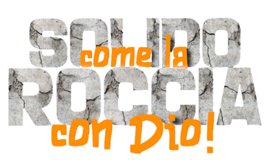 SOLIDO
come la
ROCCIA
con Dio!